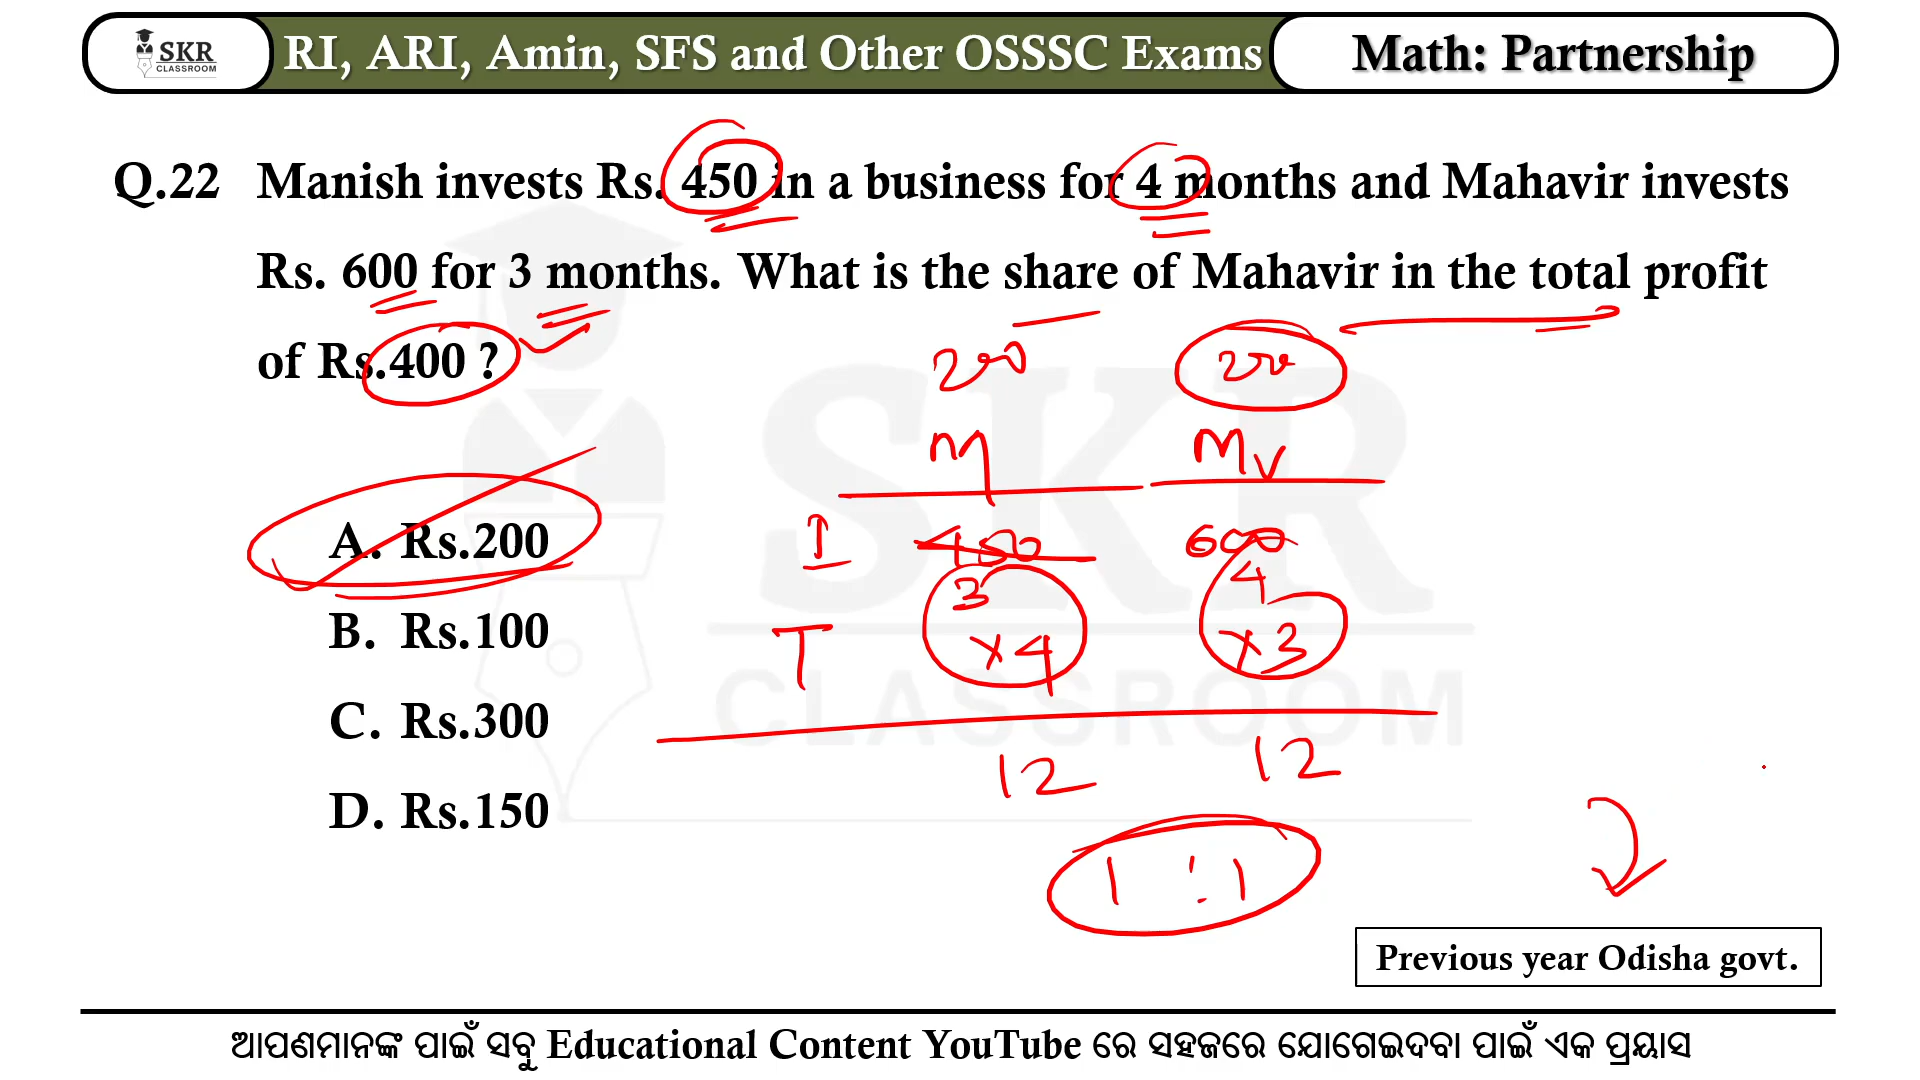 SKR
CLASSROOM
RI, ARI, Amin, SFS and Other OSSSC Exams
Math: Partnership
Q.22 Manish invests Rs. 450 in a business for 4 months and Mahavir invests
Rs. 600 for 3 months. What is the share of Mahavir in the total profit
of Rs.400 ?
200 200
M MV
A. Rs.200
I 450 600
3 4
B. Rs.100
T ×4 ×3
SKR
CLASSROOM
C. Rs.300
12 12
D. Rs.150
1 : 1
Previous year Odisha govt.
ଆପଣମାନଙ୍କ ପାଇଁ ସବୁ Educational Content YouTube ରେ ସହଜରେ ଯୋଗେଇଦବା ପାଇଁ ଏକ ପ୍ରୟାସ